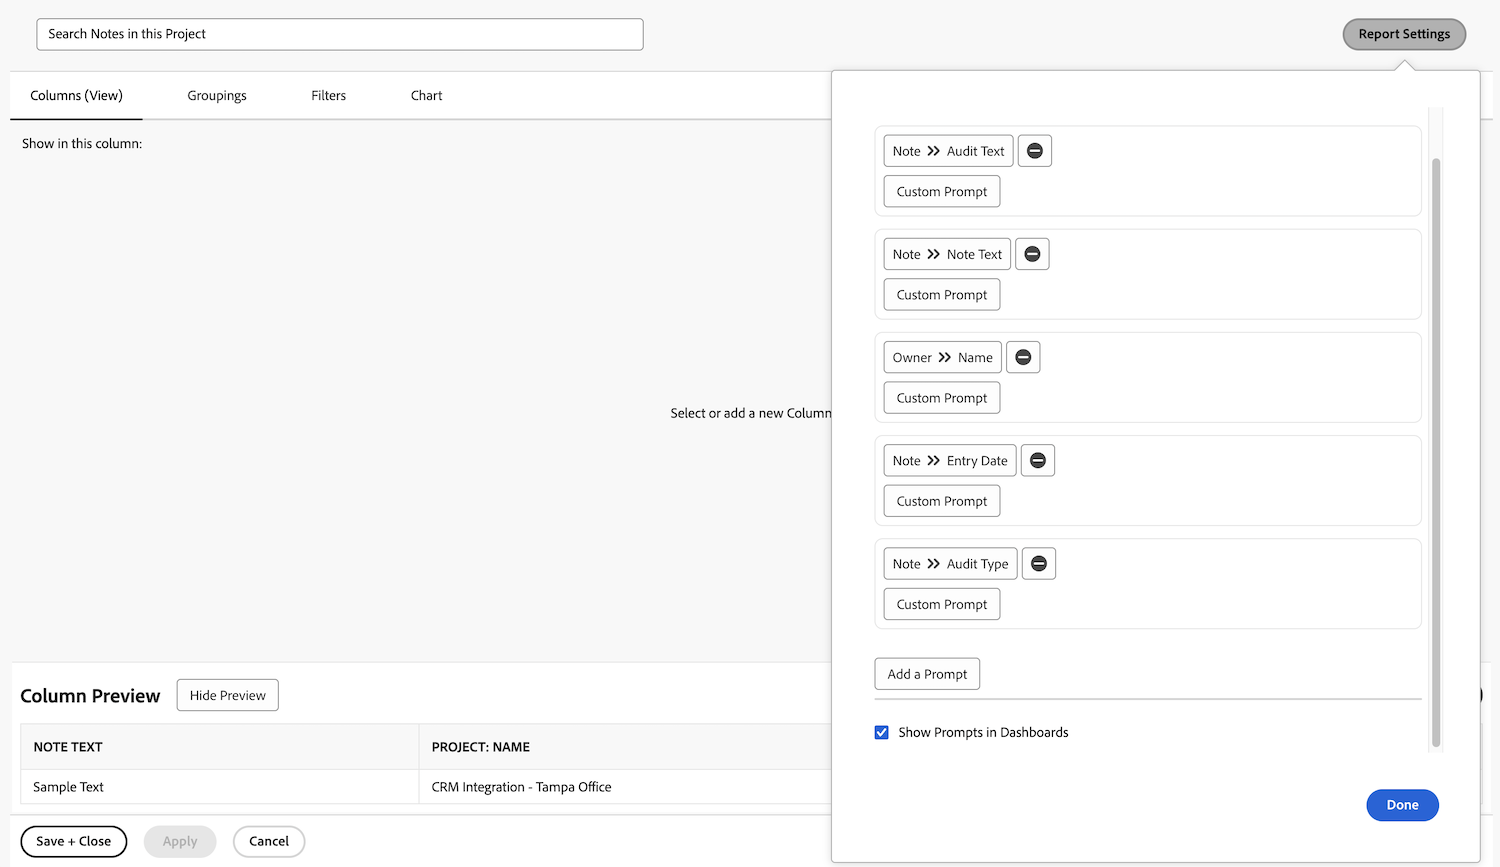 Search Notes in this Project
Report Settings
Columns (View) Groupings Filters Chart
Show in this column:
Note Audit Text
Custom Prompt
Note Note Text
Custom Prompt
Owner Name
Custom Prompt
Select or add a new Column
Note Entry Date
Custom Prompt
Note Audit Type
Custom Prompt
Add a Prompt
Show Prompts in Dashboards
Done
Column Preview Hide Preview
NOTE TEXT PROJECT: NAME
Sample Text CRM Integration - Tampa Office
Save + Close Apply Cancel